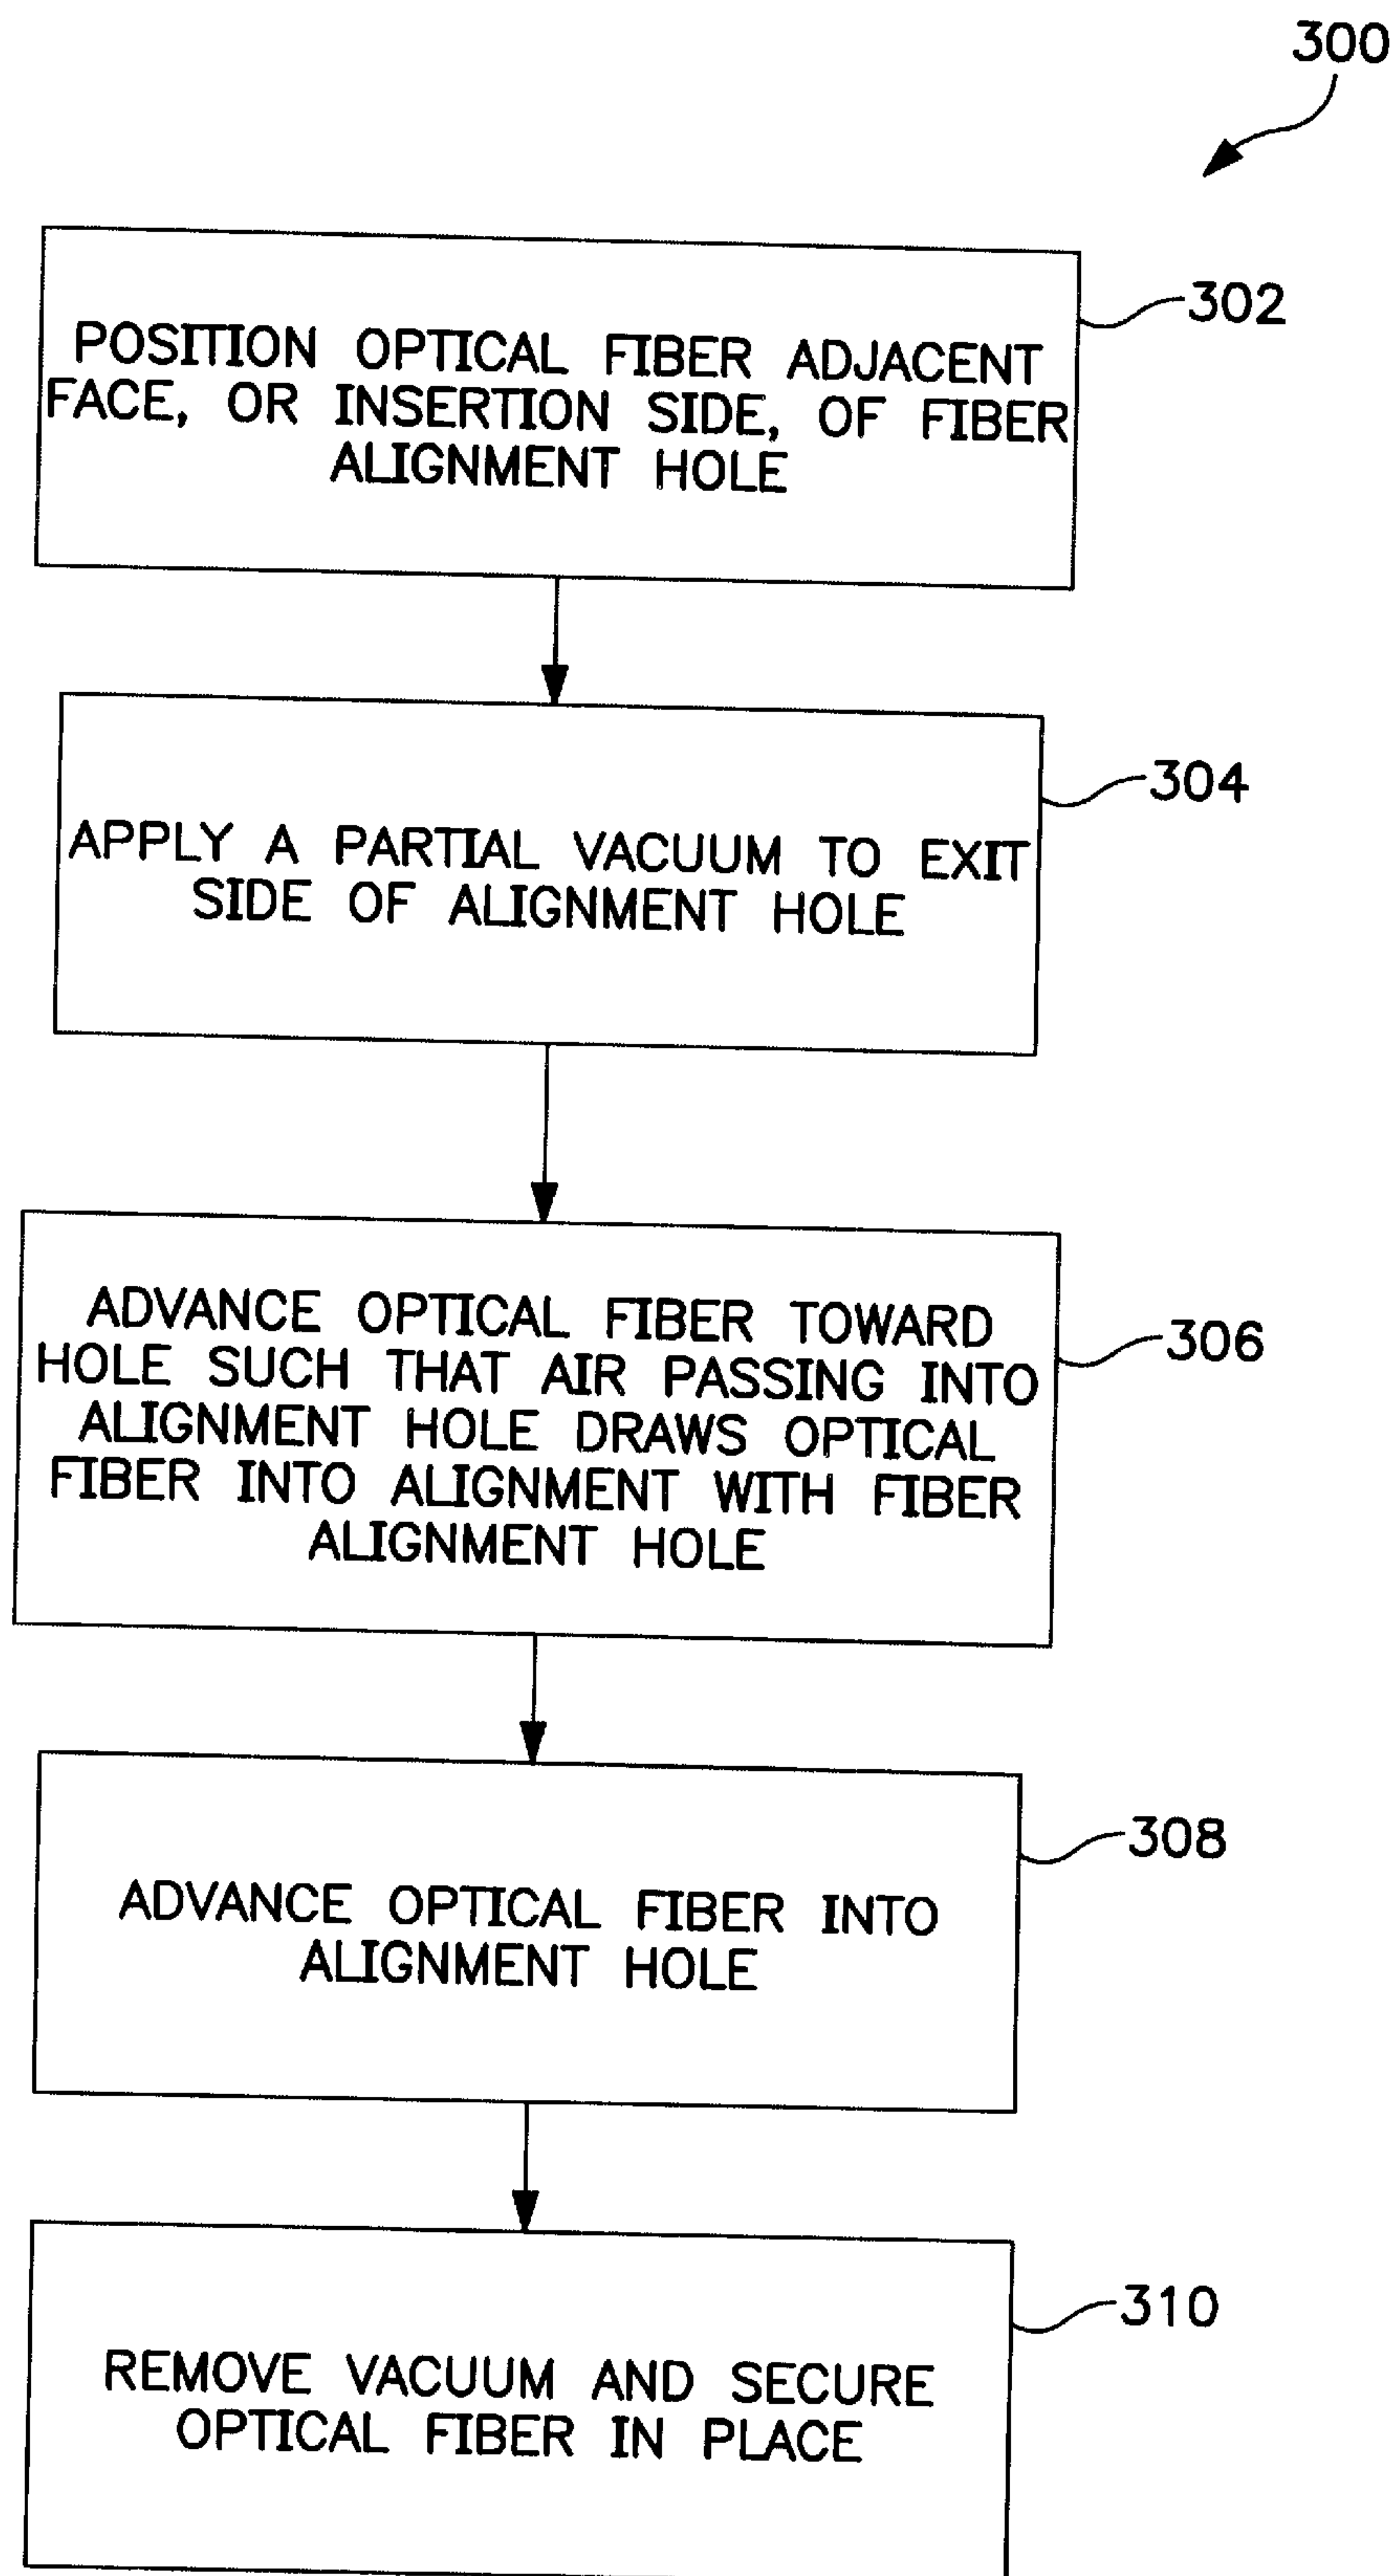 300
302
POSITION OPTICAL FIBER ADJACENT
FACE, OR INSERTION SIDE, OF FIBER
ALIGNMENT HOLE
304
APPLY A PARTIAL VACUUM TO EXIT
SIDE OF ALIGNMENT HOLE
306
ADVANCE OPTICAL FIBER TOWARD
HOLE SUCH THAT AIR PASSING INTO
ALIGNMENT HOLE DRAWS OPTICAL
FIBER INTO ALIGNMENT WITH FIBER
ALIGNMENT HOLE
308
ADVANCE OPTICAL FIBER INTO
ALIGNMENT HOLE
310
REMOVE VACUUM AND SECURE
OPTICAL FIBER IN PLACE